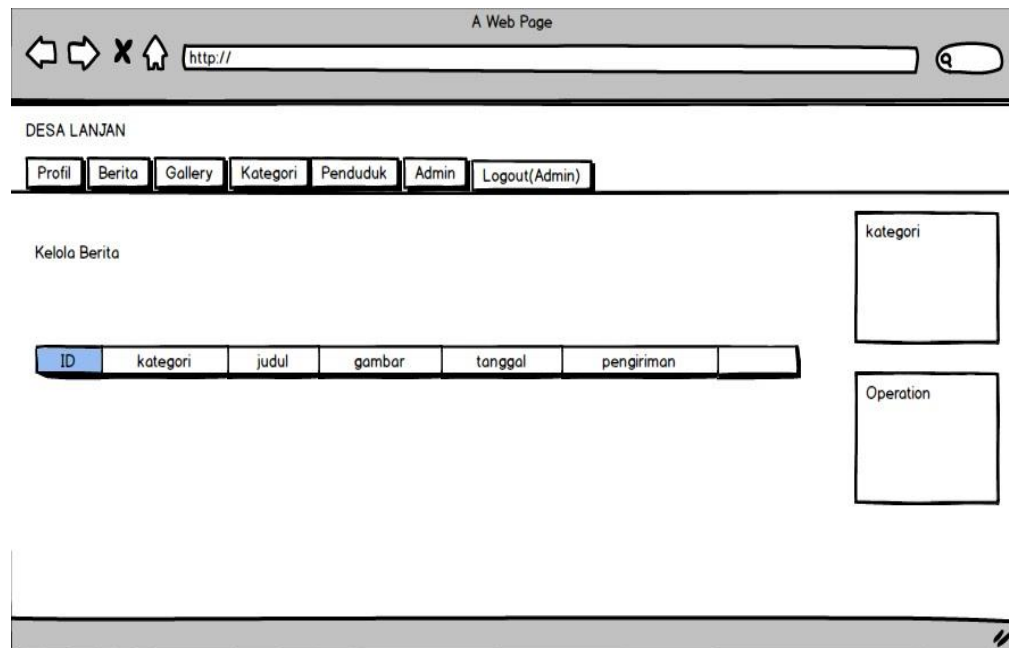 A Web Page
http://
DESA LANJAN
Profil Berita Gallery Kategori Penduduk Admin Logout(Admin)
Kelola Berita
ID kategori judul gambar tanggal pengiriman
kategori
Operation